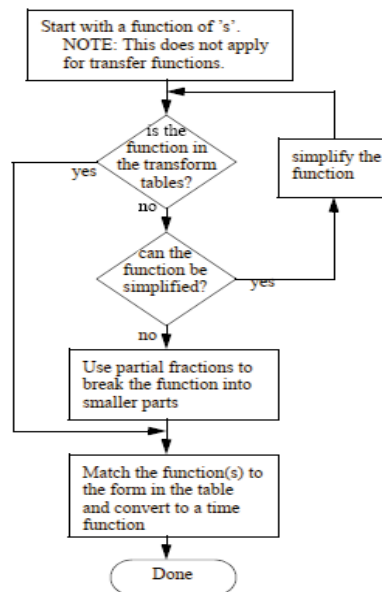 Start with a function of ’s’.
NOTE: This does not apply
for transfer functions.
is the
function in
the transform
tables?
yes
simplify the
function
no
can the
function be
simplified?
yes
no
Use partial fractions to
break the function into
smaller parts
Match the function(s) to
the form in the table
and convert to a time
function
Done